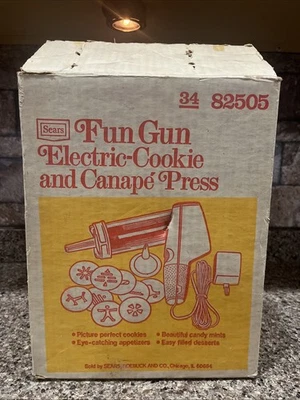 34 82505
Sears
Fun Gun
Electric-Cookie
and Canapé Press
• Picture perfect cookies
• Beautiful candy mints
• Eye-catching appetizers
• Easy filled desserts
Sold by SEARS, ROEBUCK AND CO., Chicago, IL 60684